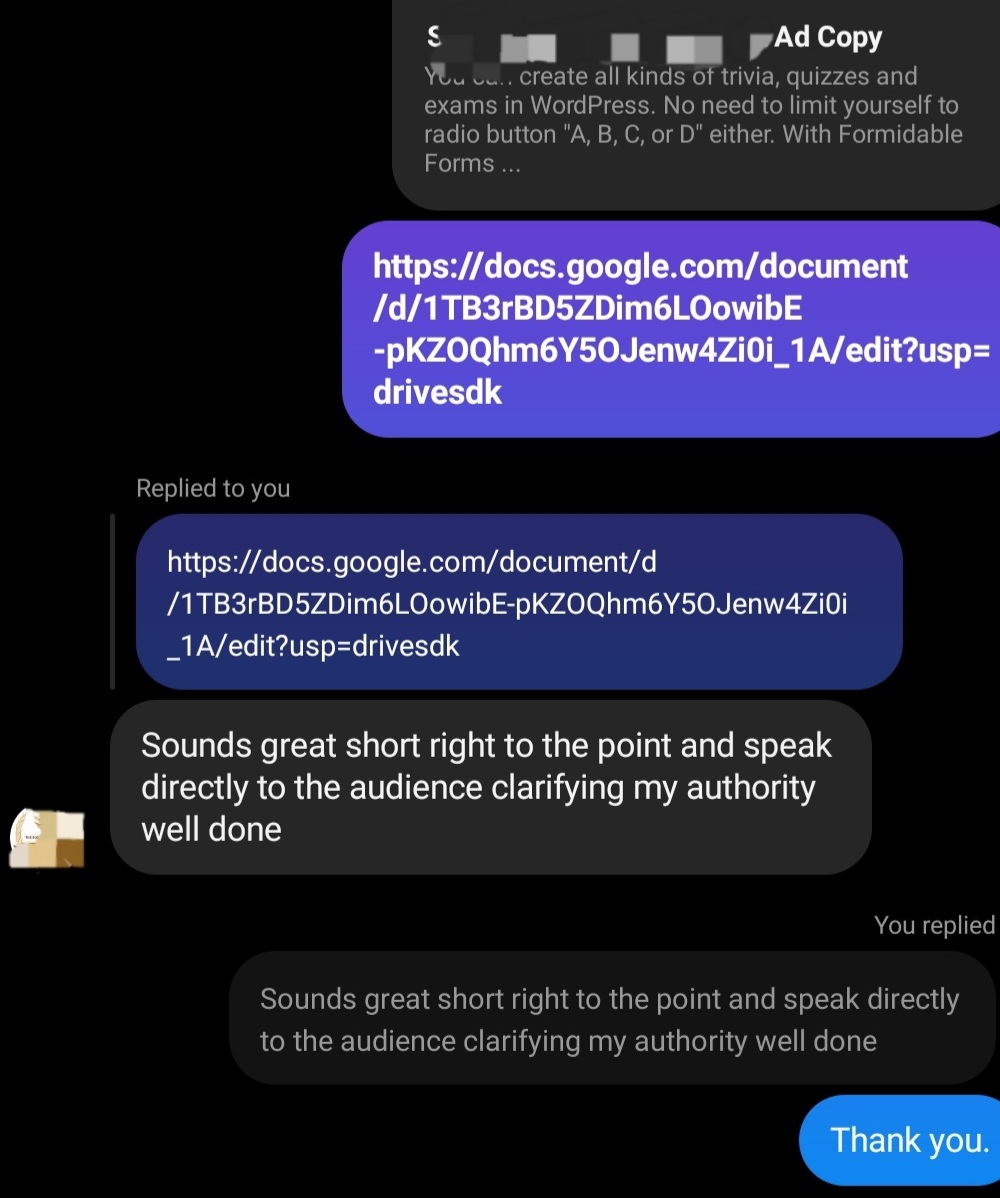 Ad Copy
create all kinds of trivia, quizzes and
exams in WordPress. No need to limit yourself to
radio button "A, B, C, or D" either. With Formidable
Forms ...
https://docs.google.com/document
/d/1TB3rBD5ZDim6LOowibE
-pKZOQhm6Y5OJenw4Zi0i_1A/edit?usp=
drivesdk
Replied to you
https://docs.google.com/document/d
/1TB3rBD5ZDim6LOowibE-pKZOQhm6Y5OJenw4Zi0i
_1A/edit?usp=drivesdk
Sounds great short right to the point and speak
directly to the audience clarifying my authority
well done
You replied
Sounds great short right to the point and speak directly
to the audience clarifying my authority well done
Thank you.